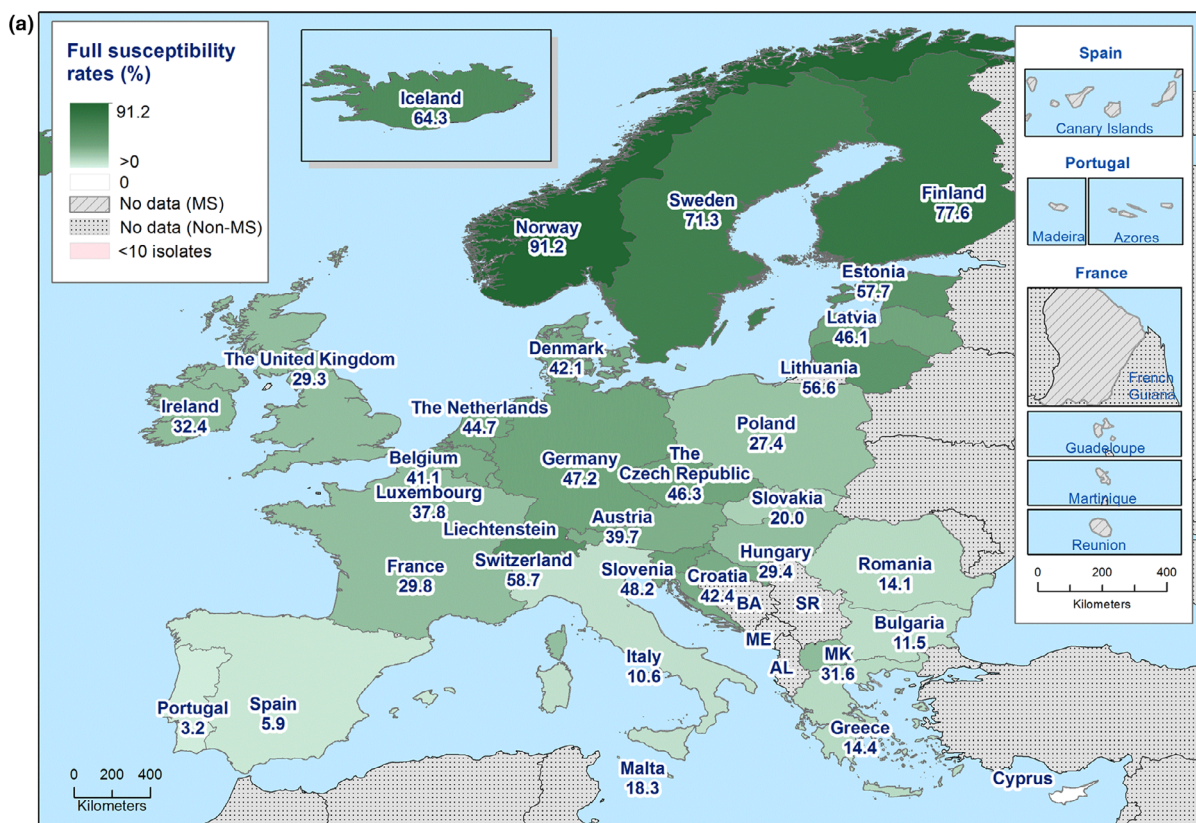 (a)
Full susceptibility
rates (%)
91.2
>0
0
No data (MS)
No data (Non-MS)
<10 isolates
Iceland
64.3
Norway
91.2
Sweden
71.3
Finland
77.6
Estonia
57.7
Latvia
46.1
Lithuania
56.6
Denmark
42.1
The United Kingdom
29.3
Ireland
32.4
The Netherlands
44.7
Belgium
41.1
Luxembourg
37.8
Germany
47.2
Poland
27.4
The
Czech Republic
46.3
Slovakia
20.0
Liechtenstein
Austria
39.7
Switzerland
58.7
France
29.8
Slovenia
48.2
Croatia
42.4
Hungary
29.4
Romania
14.1
BA
SR
Bulgaria
11.5
ME
AL
MK
31.6
Italy
10.6
Portugal
3.2
Spain
5.9
Greece
14.4
Malta
18.3
Cyprus
0 200 400
Kilometers
Spain
Canary Islands
Portugal
Madeira
Azores
France
French
Guiana
Guadeloupe
Martinique
Reunion
0 200 400
Kilometers